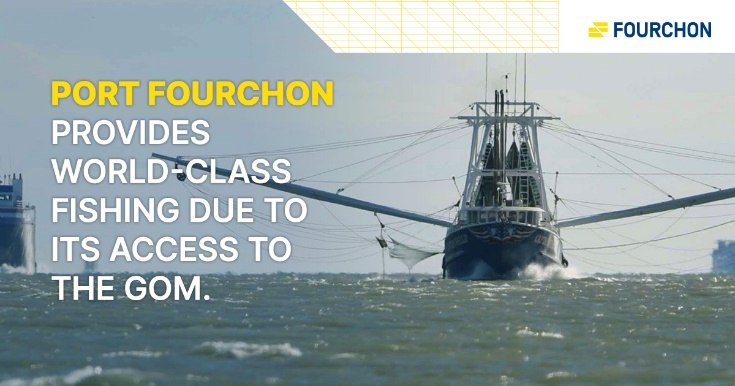 FOURCHON
PORT FOURCHON
PROVIDES
WORLD-CLASS
FISHING DUE TO
ITS ACCESS TO
THE GOM.